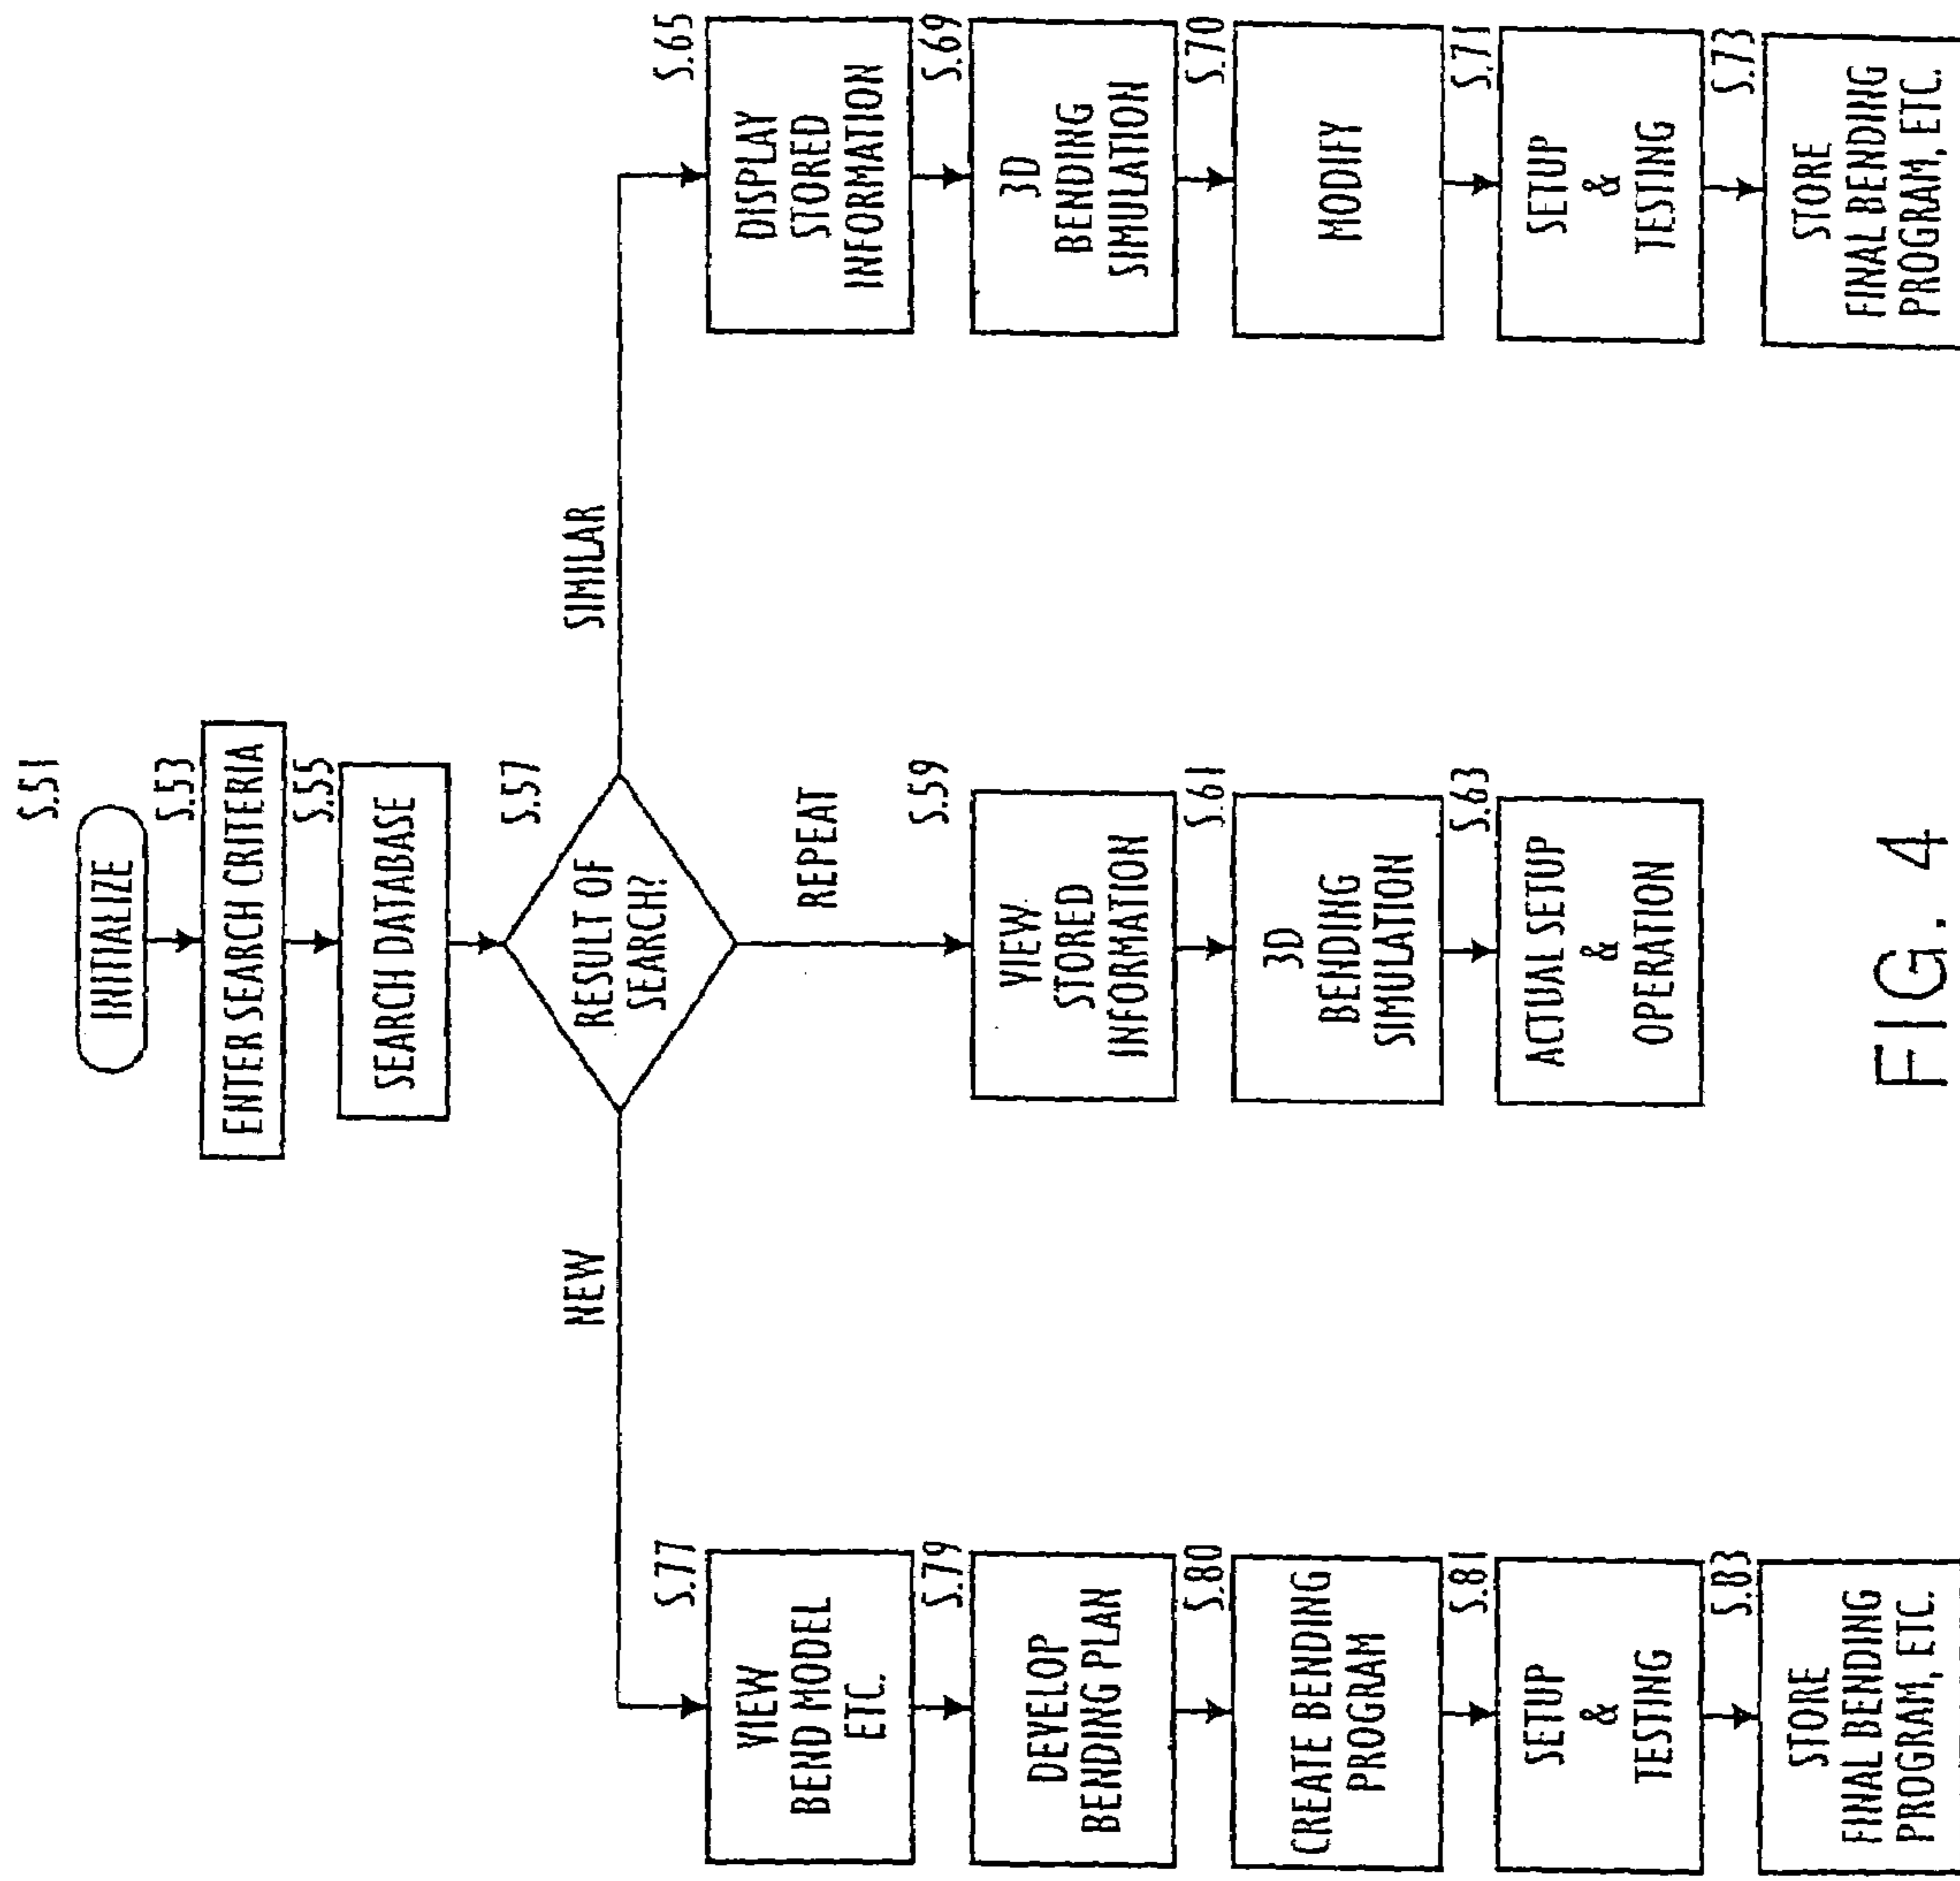 S.51
INITIALIZE
S.53
ENTER SEARCH CRITERIA
S.55
SEARCH DATABASE
S.57
RESULT OF
SEARCH?
NEW
REPEAT
SIMILAR
S.77
VIEW
BEND MODEL
ETC.
S.79
DEVELOP
BENDING PLAN
S.80
CREATE BENDING
PROGRAM
S.81
SETUP
&
TESTING
S.83
STORE
FINAL BENDING
PROGRAM, ETC.
S.59
VIEW
STORED
INFORMATION
S.61
3D
BENDING
SIMULATION
S.63
ACTUAL SETUP
&
OPERATION
S.65
DISPLAY
STORED
INFORMATION
S.69
3D
BENDING
SIMULATION
S.70
MODIFY
S.71
SETUP
&
TESTING
S.73
STORE
FINAL BENDING
PROGRAM, ETC.
FIG. 4